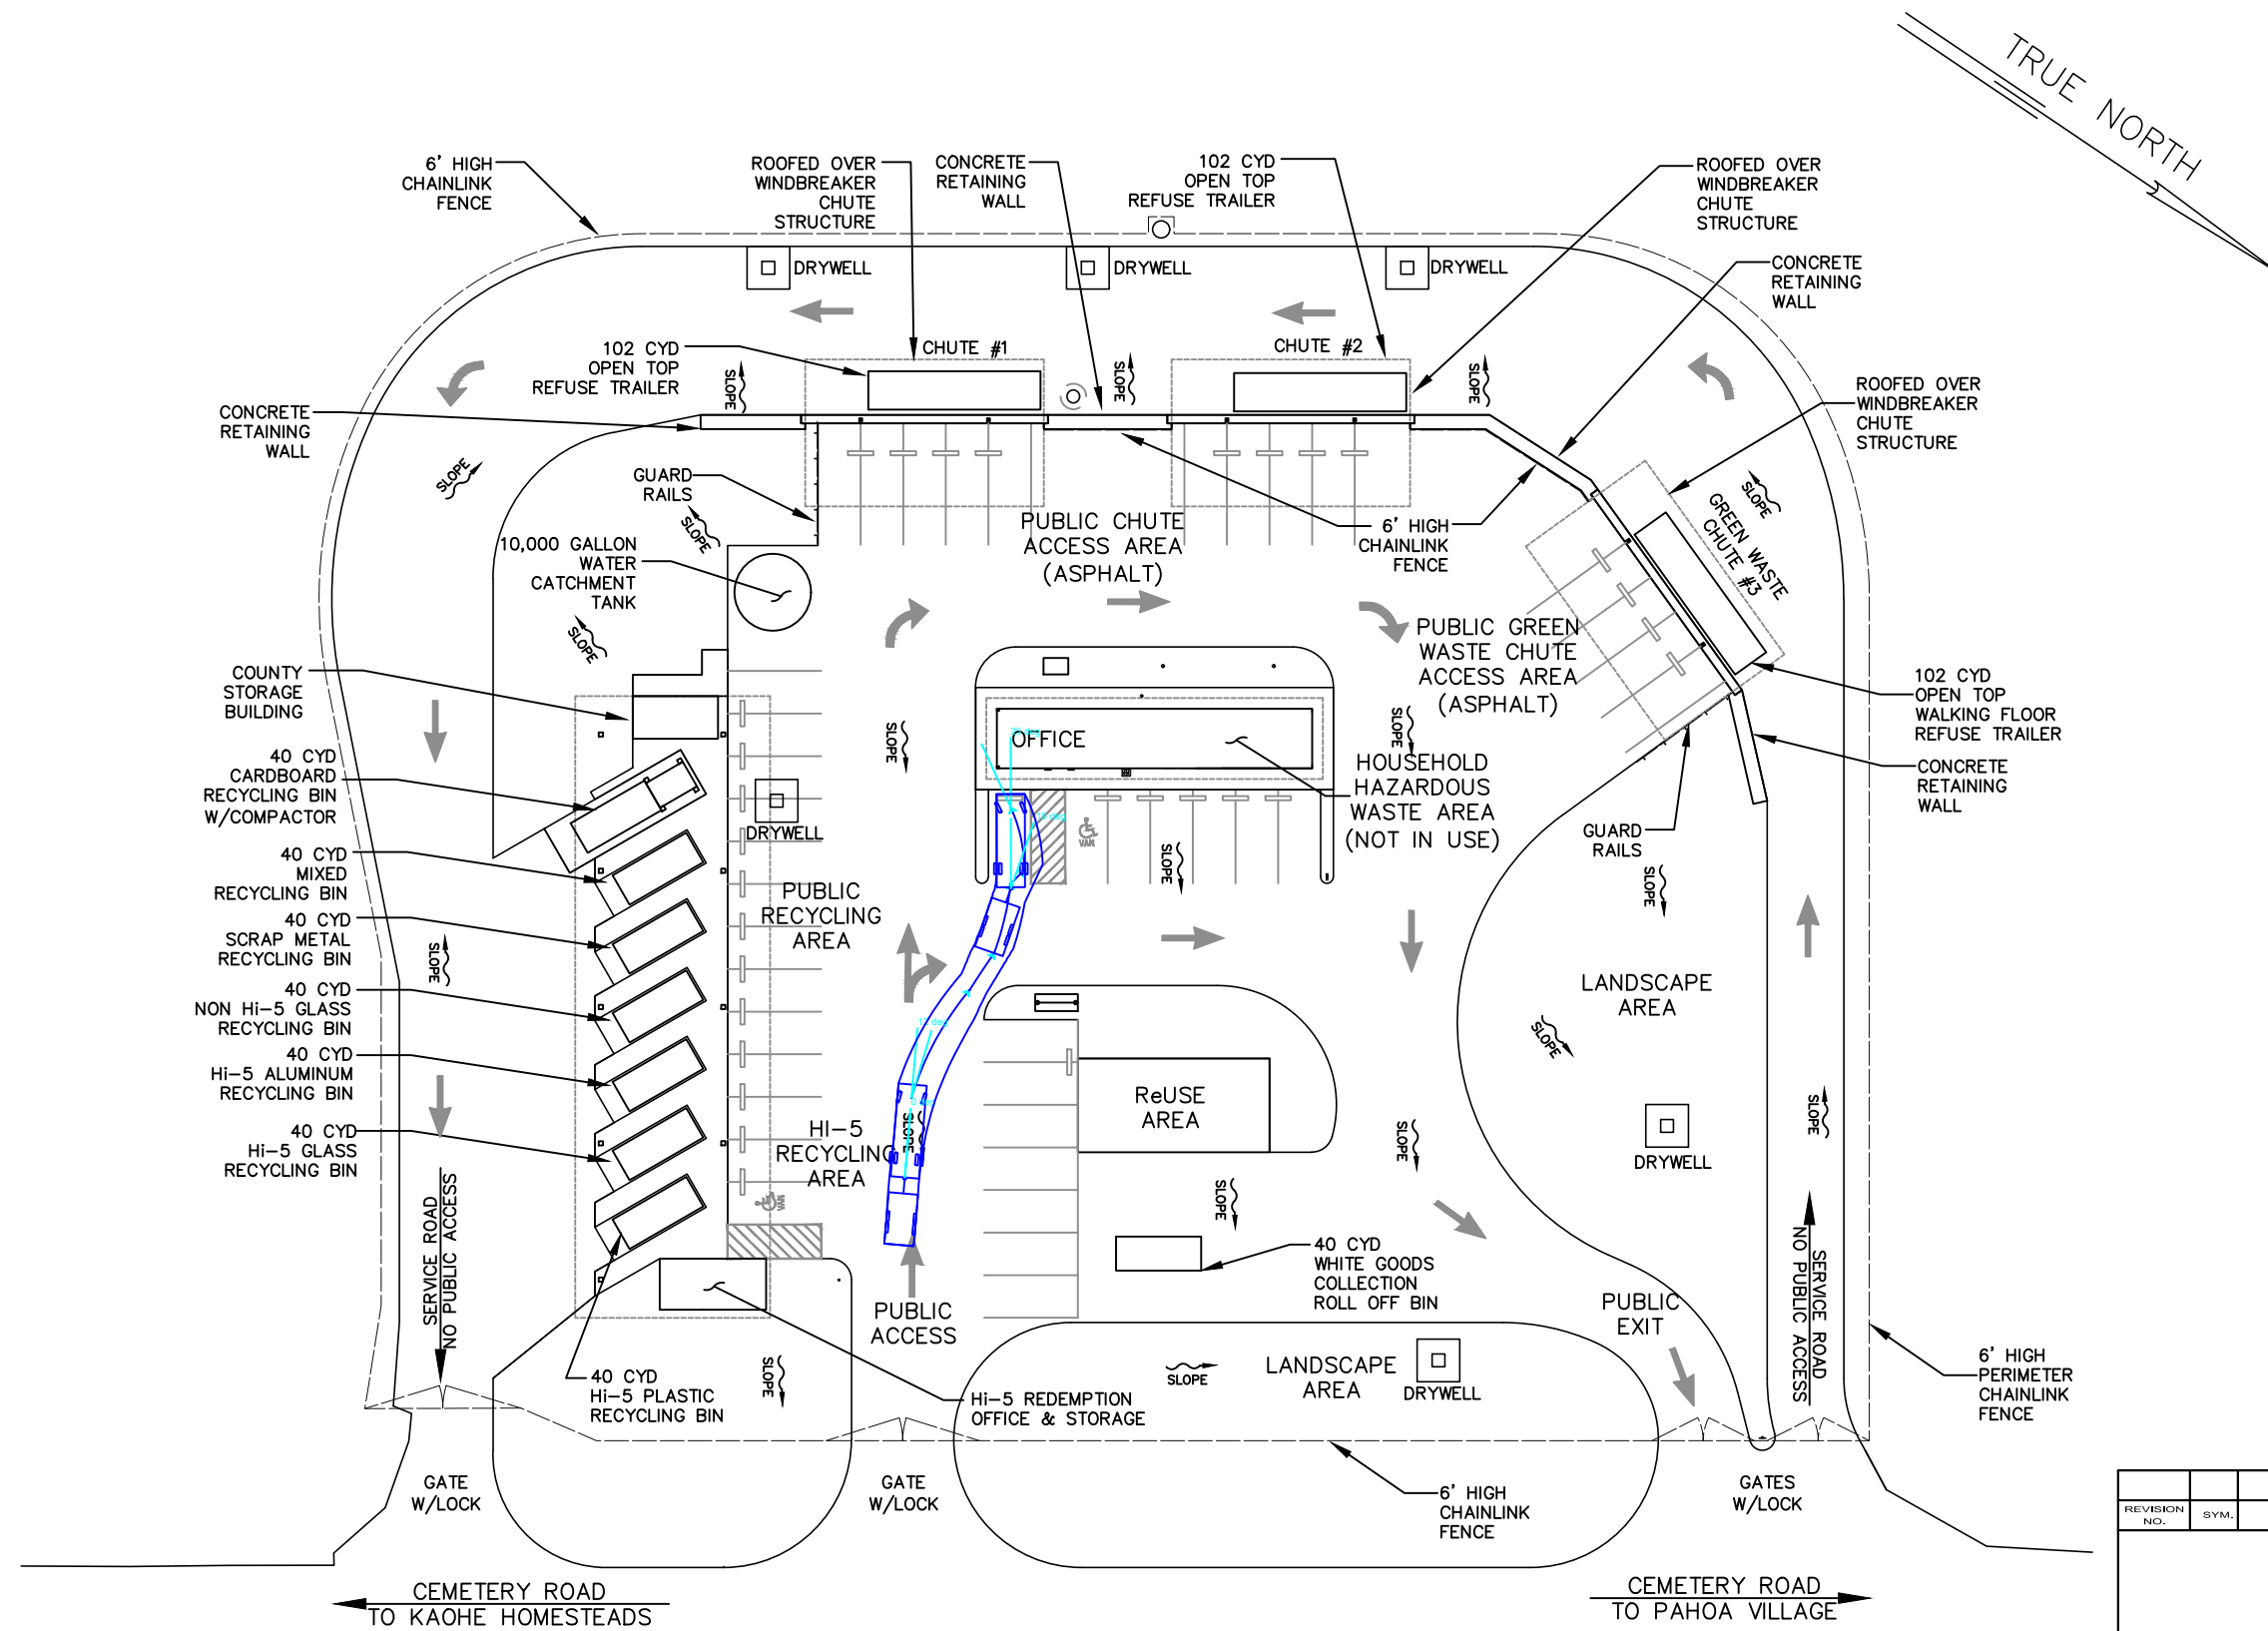 TRUE NORTH
6' HIGH
CHAINLINK
FENCE
ROOFED OVER
WINDBREAKER
CHUTE
STRUCTURE
CONCRETE
RETAINING
WALL
102 CYD
OPEN TOP
REFUSE TRAILER
ROOFED OVER
WINDBREAKER
CHUTE
STRUCTURE
DRYWELL
DRYWELL
DRYWELL
CONCRETE
RETAINING
WALL
102 CYD
OPEN TOP
REFUSE TRAILER
CHUTE #1
CHUTE #2
SLOPE
SLOPE
SLOPE
ROOFED OVER
WINDBREAKER
CHUTE
STRUCTURE
CONCRETE
RETAINING
WALL
SLOPE
GUARD
RAILS
SLOPE
GREEN WASTE
CHUTE #3
SLOPE
PUBLIC CHUTE
ACCESS AREA
(ASPHALT)
6' HIGH
CHAINLINK
FENCE
10,000 GALLON
WATER
CATCHMENT
TANK
SLOPE
PUBLIC GREEN
WASTE CHUTE
ACCESS AREA
(ASPHALT)
COUNTY
STORAGE
BUILDING
102 CYD
OPEN TOP
WALKING FLOOR
REFUSE TRAILER
SLOPE
OFFICE
SLOPE
HOUSEHOLD
HAZARDOUS
WASTE AREA
(NOT IN USE)
40 CYD
CARDBOARD
RECYCLING BIN
W/COMPACTOR
CONCRETE
RETAINING
WALL
DRYWELL
VAN
GUARD
RAILS
40 CYD
MIXED
RECYCLING BIN
SLOPE
SLOPE
PUBLIC
RECYCLING
AREA
40 CYD
SCRAP METAL
RECYCLING BIN
SLOPE
LANDSCAPE
AREA
40 CYD
NON Hi-5 GLASS
RECYCLING BIN
12 deg
SLOPE
40 CYD
Hi-5 ALUMINUM
RECYCLING BIN
ReUSE
AREA
SLOPE
SLOPE
HI-5
RECYCLING
AREA
40 CYD
Hi-5 GLASS
RECYCLING BIN
SLOPE
DRYWELL
VAN
SLOPE
SERVICE ROAD
NO PUBLIC ACCESS
40 CYD
WHITE GOODS
COLLECTION
ROLL OFF BIN
SERVICE ROAD
NO PUBLIC ACCESS
PUBLIC
ACCESS
PUBLIC
EXIT
40 CYD
Hi-5 PLASTIC
RECYCLING BIN
SLOPE
Hi-5 REDEMPTION
OFFICE & STORAGE
SLOPE
LANDSCAPE
AREA
DRYWELL
6' HIGH
PERIMETER
CHAINLINK
FENCE
GATE
W/LOCK
GATE
W/LOCK
6' HIGH
CHAINLINK
FENCE
GATES
W/LOCK
REVISION
NO.
SYM.
CEMETERY ROAD
TO KAOHE HOMESTEADS
CEMETERY ROAD
TO PAHOA VILLAGE